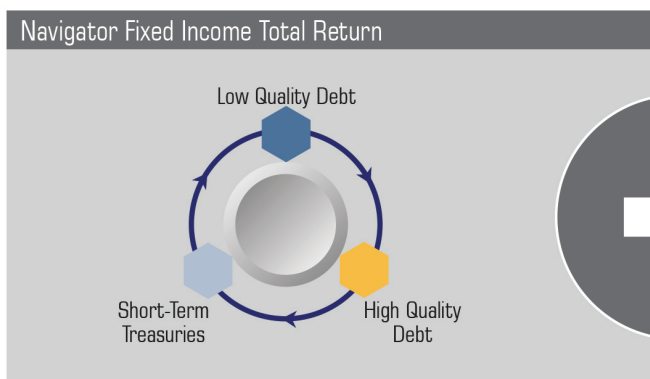 Navigator Fixed Income Total Return
Low Quality Debt
Short-Term
Treasuries
High Quality
Debt